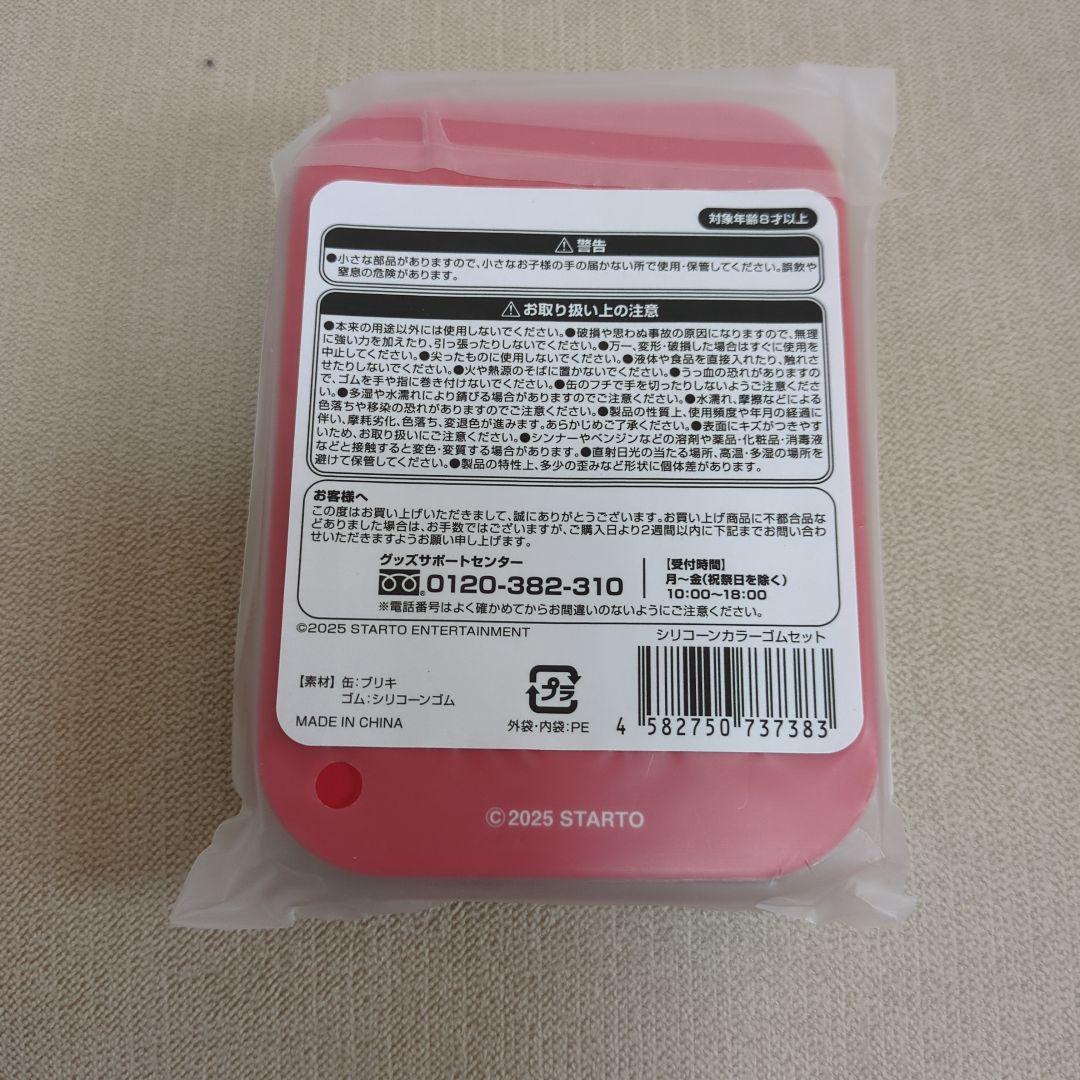 対象年齢8才以上
⚠警告
●小さな部品がありますので、小さなお子様の手の届かない所で使用・保管してください。誤飲や
窒息の危険があります。
⚠お取り扱い上の注意
●本来の用途以外には使用しないでください。●破損や思わぬ事故の原因になりますので、無理
に強い力を加えたり、引っ張ったりしないでください。●万一、変形・破損した場合はすぐに使用を
中止してください。●尖ったものに使用しないでください。●液体や食品を直接入れたり、触れさ
せたりしないでください。●火や熱源のそばに置かないでください。●うっ血の恐れがありますの
で、ゴムを手や指に巻き付けないでください。●缶のフチで手を切ったりしないようご注意くださ
い。●多湿や水濡れにより錆びる場合がありますのでご注意ください。●水濡れ、摩擦などによる
色落ちや移染の恐れがありますのでご注意ください。●製品の性質上、使用頻度や年月の経過に
伴い、摩耗劣化、色落ち、変退色が進みます。あらかじめご了承ください。●表面にキズがつきやす
いため、お取り扱いにご注意ください。●シンナーやベンジンなどの溶剤や薬品・化粧品・消毒液
などと接触すると変色・変質する場合があります。●直射日光の当たる場所、高温・多湿の場所を
避けて保管してください。●製品の特性上、多少の歪みなど形状に個体差があります。
お客様へ
この度はお買い上げいただきまして、誠にありがとうございます。お買い上げ商品に不都合品な
どありました場合は、お手数ではございますが、ご購入日より2週間以内に下記までお問い合わ
せいただきますようお願い申し上げます。
グッズサポートセンター
0120-382-310
【受付時間】
月〜金(祝祭日を除く)
10:00〜18:00
※電話番号はよく確かめてからお間違いのないようにご注意ください。
©2025 STARTO ENTERTAINMENT
シリコーンカラーゴムセット
【素材】缶:ブリキ
ゴム:シリコーンゴム
MADE IN CHINA
プラ
外袋・内袋:PE
4 582750 737383
©2025 STARTO